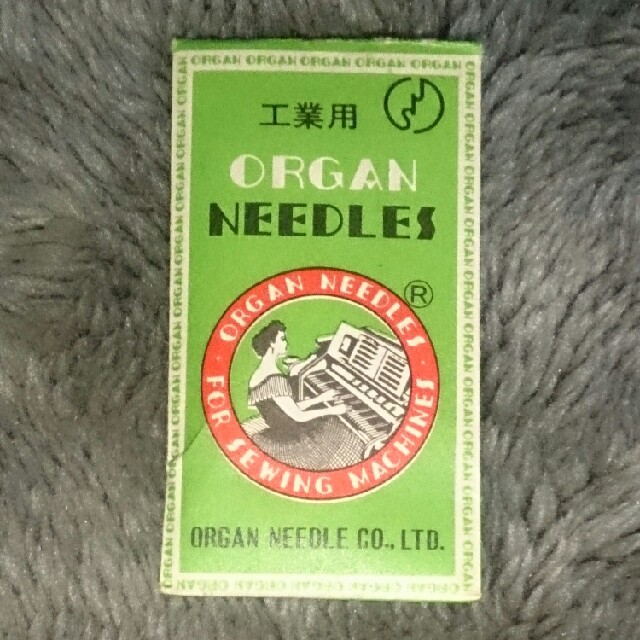 ORGAN ORGAN ORGAN ORGAN ORGAN ORGAN
工業用
ORGAN
NEEDLES
®
ORGAN NEEDLES
FOR SEWING MACHINES
ORGAN NEEDLE CO., LTD.